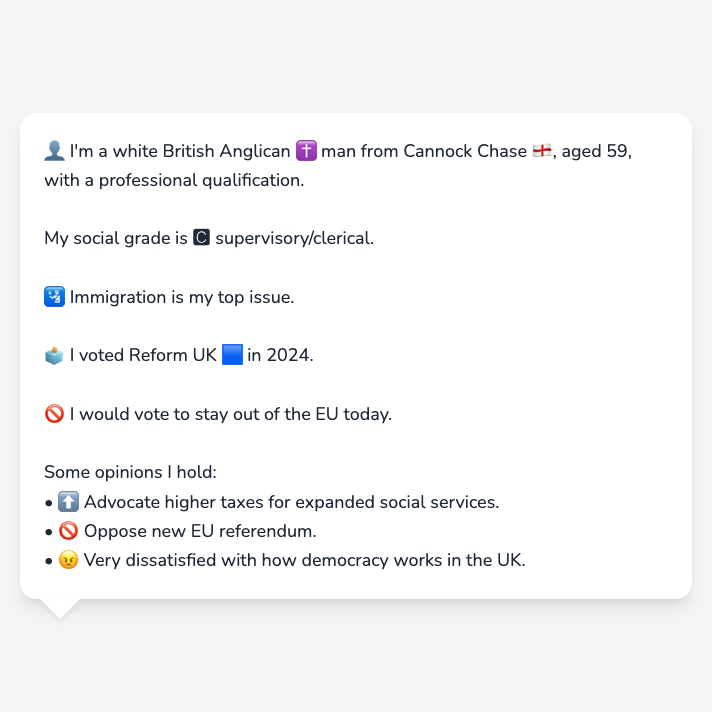 👤 I'm a white British Anglican ✝️ man from Cannock Chase 🏴󠁧󠁢󠁥󠁮󠁧󠁿, aged 59,
with a professional qualification.
My social grade is 🅲 supervisory/clerical.
🛂 Immigration is my top issue.
🗳️ I voted Reform UK 🟦 in 2024.
🚫 I would vote to stay out of the EU today.
Some opinions I hold:
• ⬆️ Advocate higher taxes for expanded social services.
• 🚫 Oppose new EU referendum.
• 😠 Very dissatisfied with how democracy works in the UK.